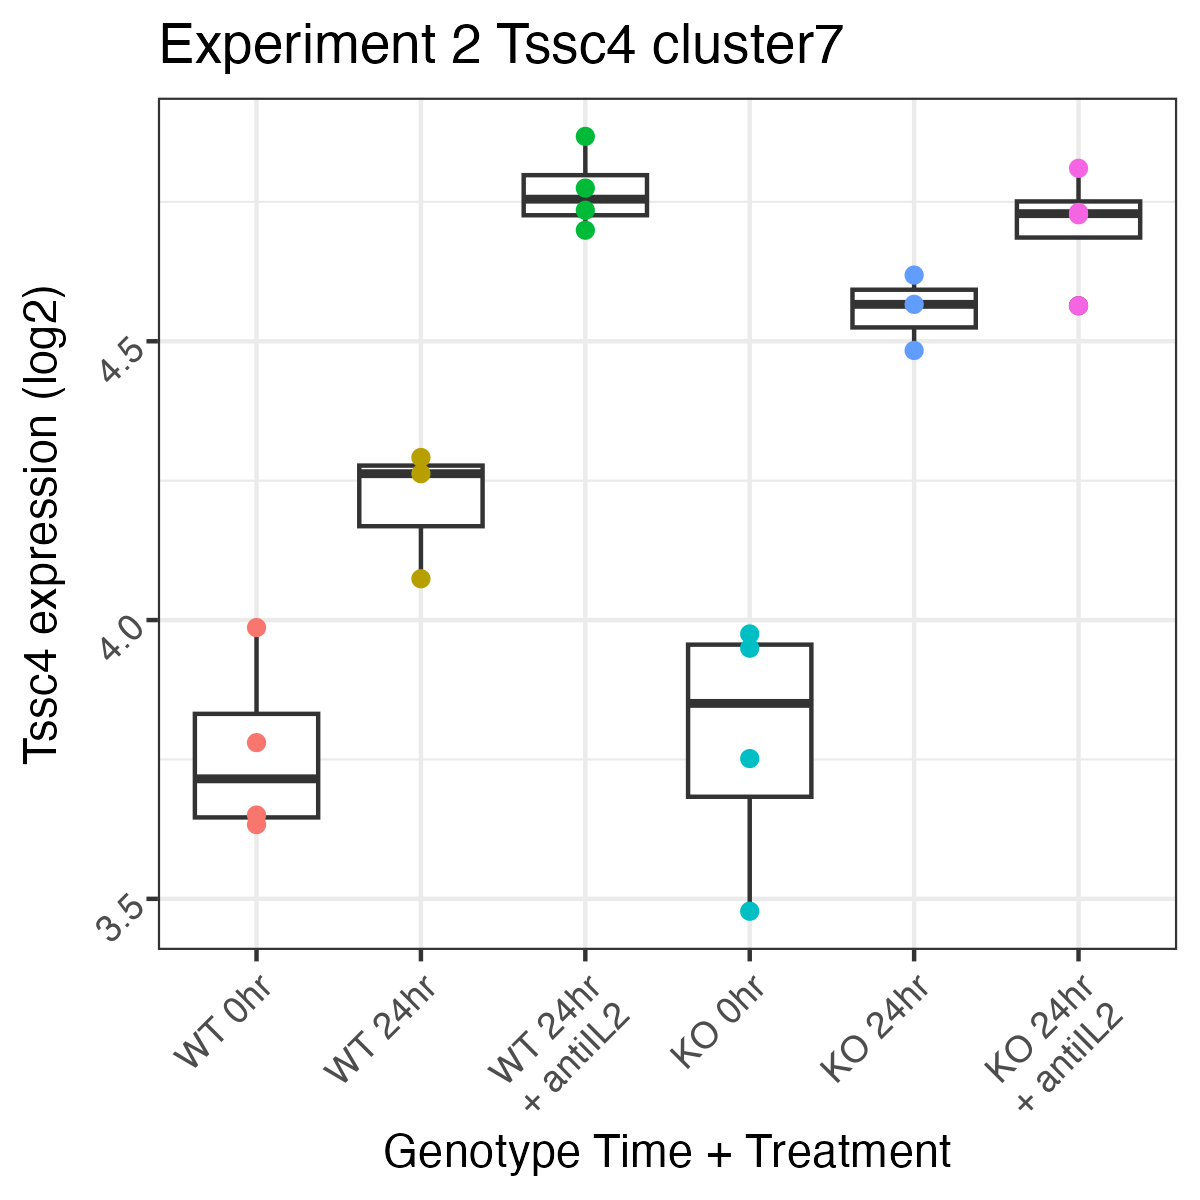 Experiment 2 Tssc4 cluster7
Tssc4 expression (log2)
4.5
4.0
3.5
WT 0hr
WT 24hr
WT 24hr
+ antiIL2
KO 0hr
KO 24hr
KO 24hr
+ antiIL2
Genotype Time + Treatment